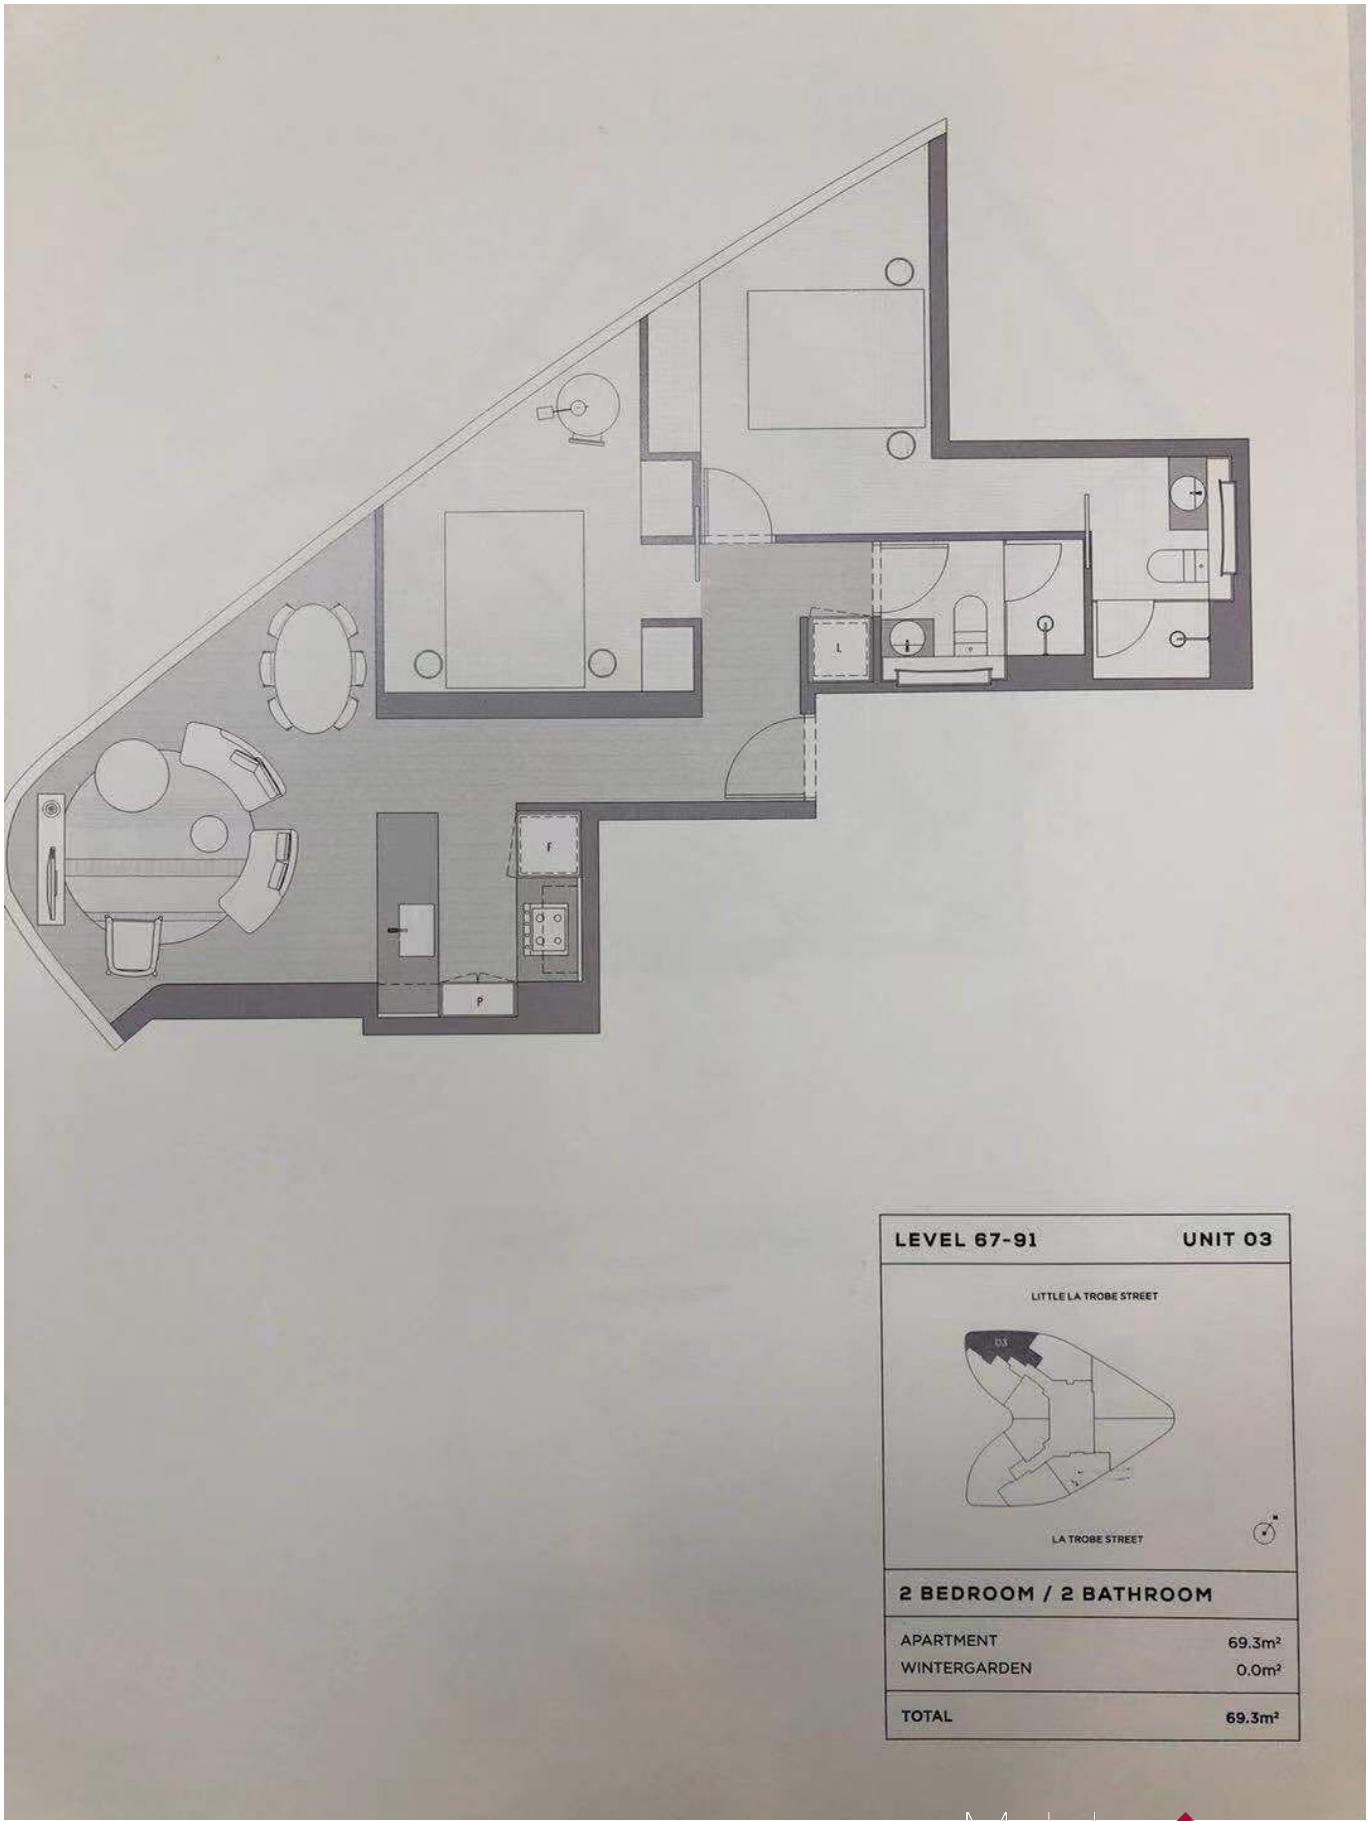 L
F
P
LEVEL 67-91 UNIT 03
LITTLE LA TROBE STREET
03
LA TROBE STREET
N
2 BEDROOM / 2 BATHROOM
APARTMENT 69.3m²
WINTERGARDEN 0.0m²
TOTAL 69.3m²